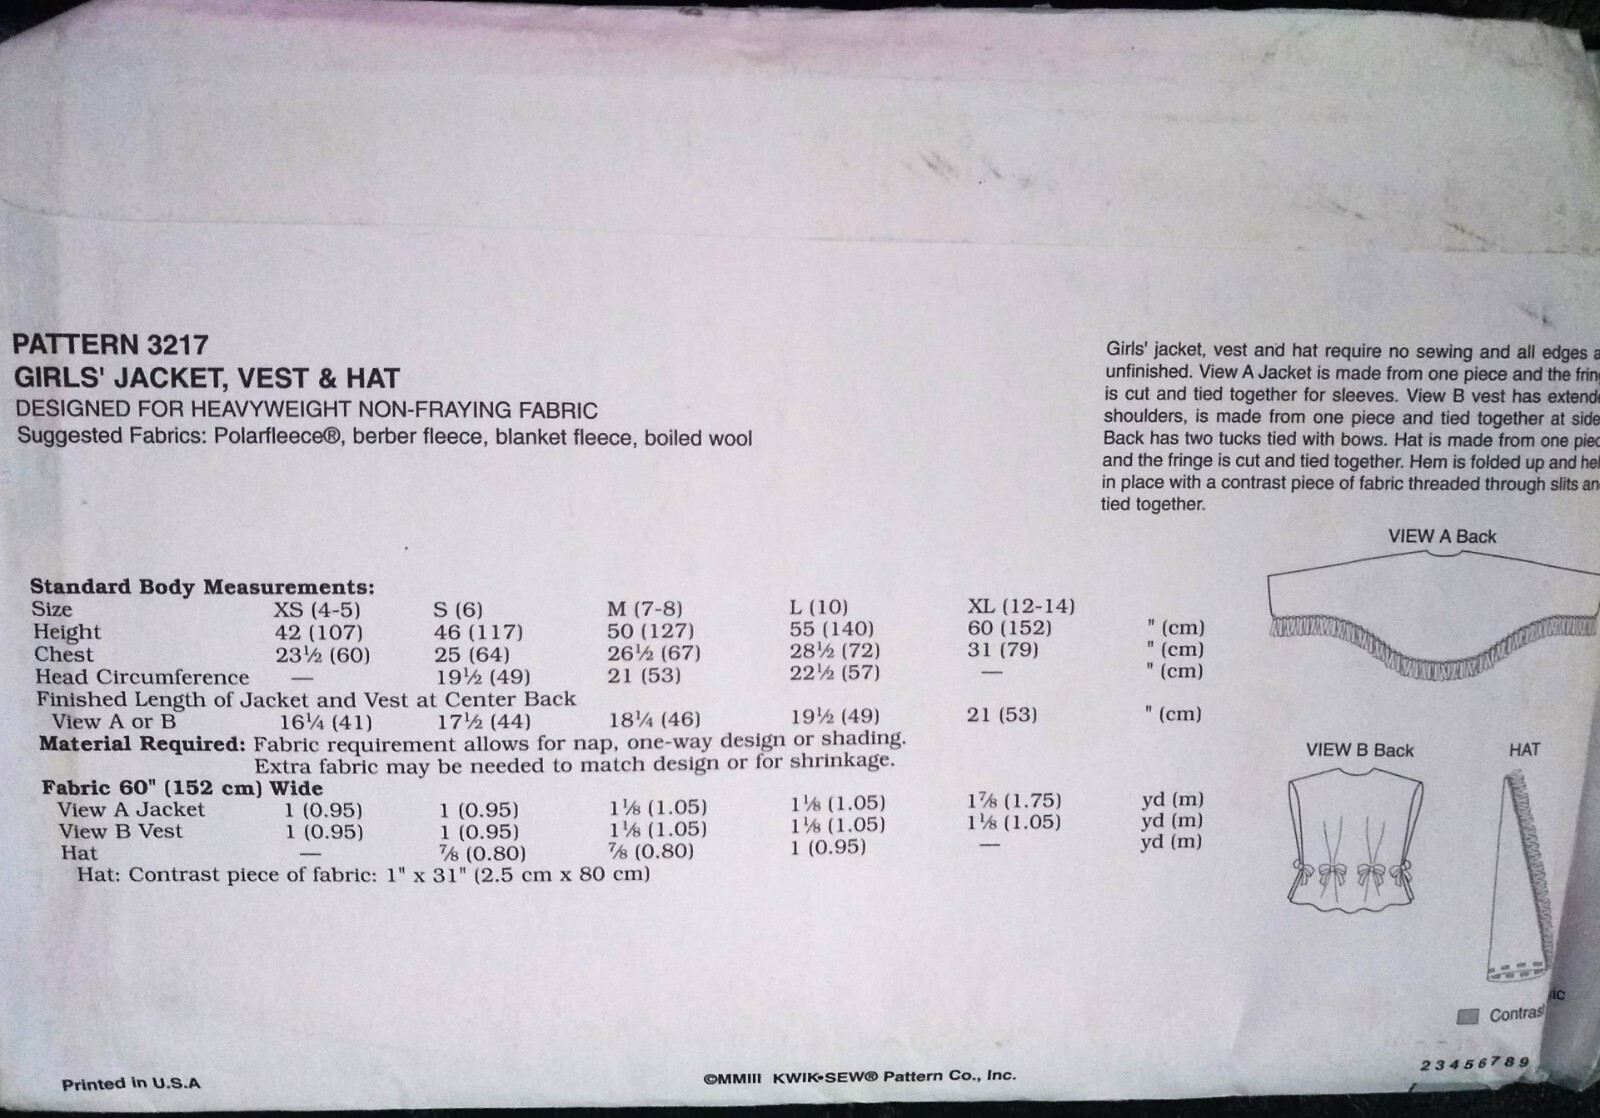 PATTERN 3217
GIRLS' JACKET, VEST & HAT
DESIGNED FOR HEAVYWEIGHT NON-FRAYING FABRIC
Suggested Fabrics: Polarfleece®, berber fleece, blanket fleece, boiled wool
Girls' jacket, vest and hat require no sewing and all edges
unfinished. View A Jacket is made from one piece and the
is cut and tied together for sleeves. View B vest has
shoulders, is made from one piece and tied together at
Back has two tucks tied with bows. Hat is made from one
and the fringe is cut and tied together. Hem is folded up and
in place with a contrast piece of fabric threaded through slits
tied together.
VIEW A Back
VIEW B Back
HAT
Standard Body Measurements:
Size XS (4-5) S (6) M (7-8) L (10) XL (12-14)
Height 42 (107) 46 (117) 50 (127) 55 (140) 60 (152) " (cm)
Chest 23½ (60) 25 (64) 26½ (67) 28½ (72) 31 (79) " (cm)
Head Circumference — 19½ (49) 21 (53) 22½ (57) — " (cm)
Finished Length of Jacket and Vest at Center Back
View A or B 16¼ (41) 17½ (44) 18¼ (46) 19½ (49) 21 (53) " (cm)
Material Required: Fabric requirement allows for nap, one-way design or shading.
Extra fabric may be needed to match design or for shrinkage.
Fabric 60" (152 cm) Wide
View A Jacket 1 (0.95) 1 (0.95) 1⅛ (1.05) 1⅛ (1.05) 1⅞ (1.75) yd (m)
View B Vest 1 (0.95) 1 (0.95) 1⅛ (1.05) 1⅛ (1.05) 1⅛ (1.05) yd (m)
Hat — ⅞ (0.80) ⅞ (0.80) 1 (0.95) — yd (m)
Hat: Contrast piece of fabric: 1" x 31" (2.5 cm x 80 cm)
Printed in U.S.A
©MMIII KWIK•SEW® Pattern Co., Inc.
2 3 4 5 6 7 8 9